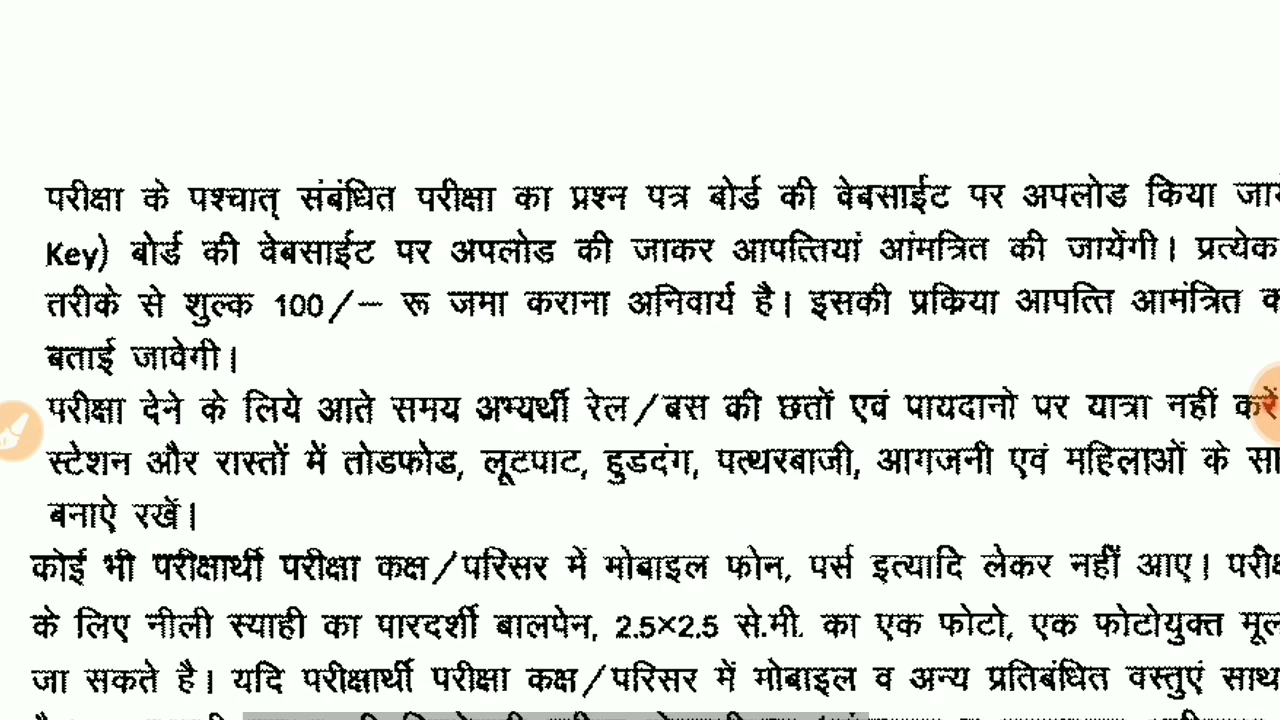 परीक्षा के पश्चात् संबंधित परीक्षा का प्रश्न पत्र बोर्ड की वेबसाईट पर अपलोड किया
Key) बोर्ड की वेबसाईट पर अपलोड की जाकर आपत्तियां आंमत्रित की जायेंगी। प्रत्येक
तरीके से शुल्क 100/— रू जमा कराना अनिवार्य है। इसकी प्रकिया आपत्ति आमंत्रित
बताई जावेगी।
परीक्षा देने के लिये आते समय अभ्यर्थी रेल/बस की छतों एवं पायदानो पर यात्रा नहीं करें
स्टेशन और रास्तों में तोडफोड, लूटपाट, हुडदंग, पत्थरबाजी, आगजनी एवं महिलाओं के
बनाऐ रखें।
कोई भी परीक्षार्थी परीक्षा कक्ष/परिसर में मोबाइल फोन, पर्स इत्यादि लेकर नहीं आए।
के लिए नीली स्याही का पारदर्शी बालपेन, 2.5×2.5 से.मी. का एक फोटो, एक फोटोयुक्त
जा सकते है। यदि परीक्षार्थी परीक्षा कक्ष/परिसर में मोबाइल व अन्य प्रतिबंधित वस्तुएं साथ